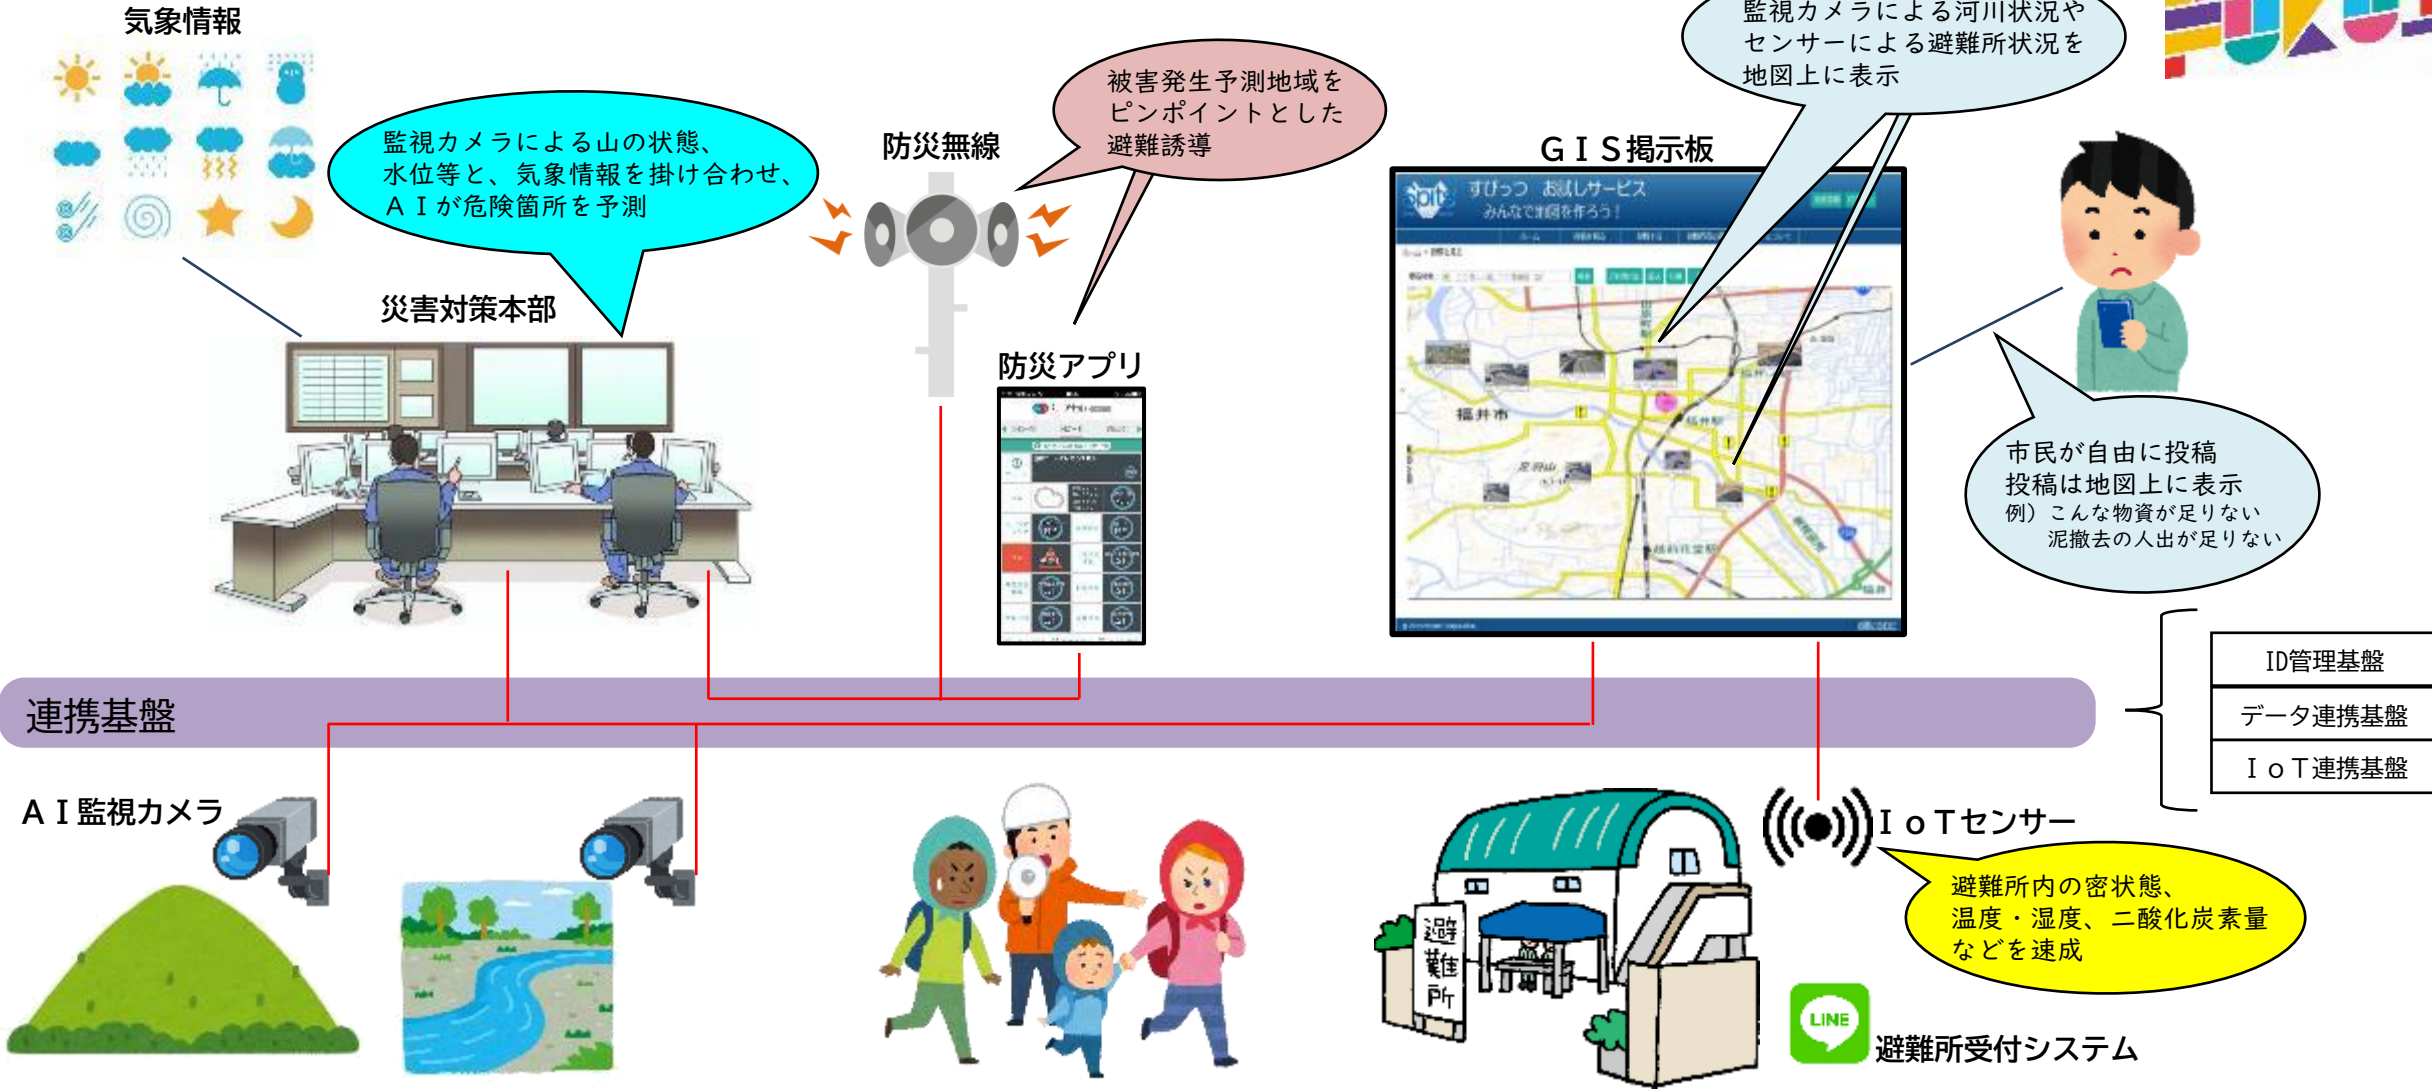 気象情報
監視カメラによる山の状態、
水位等と、気象情報を掛け合わせ、
ＡＩが危険箇所を予測
災害対策本部
防災無線
被害発生予測地域を
ピンポイントとした
避難誘導
防災アプリ
監視カメラによる河川状況や
センサーによる避難所状況を
地図上に表示
ＧＩＳ掲示板
すぴっつ お試しサービス
みんなで地図を作ろう！
福井市
足羽山
福井駅
市民が自由に投稿
投稿は地図上に表示
例）こんな物資が足りない
泥撤去の人出が足りない
連携基盤
ID管理基盤
データ連携基盤
ＩｏＴ連携基盤
ＡＩ監視カメラ
避難所
ＩｏＴセンサー
避難所内の密状態、
温度・湿度、二酸化炭素量
などを速成
LINE
避難所受付システム